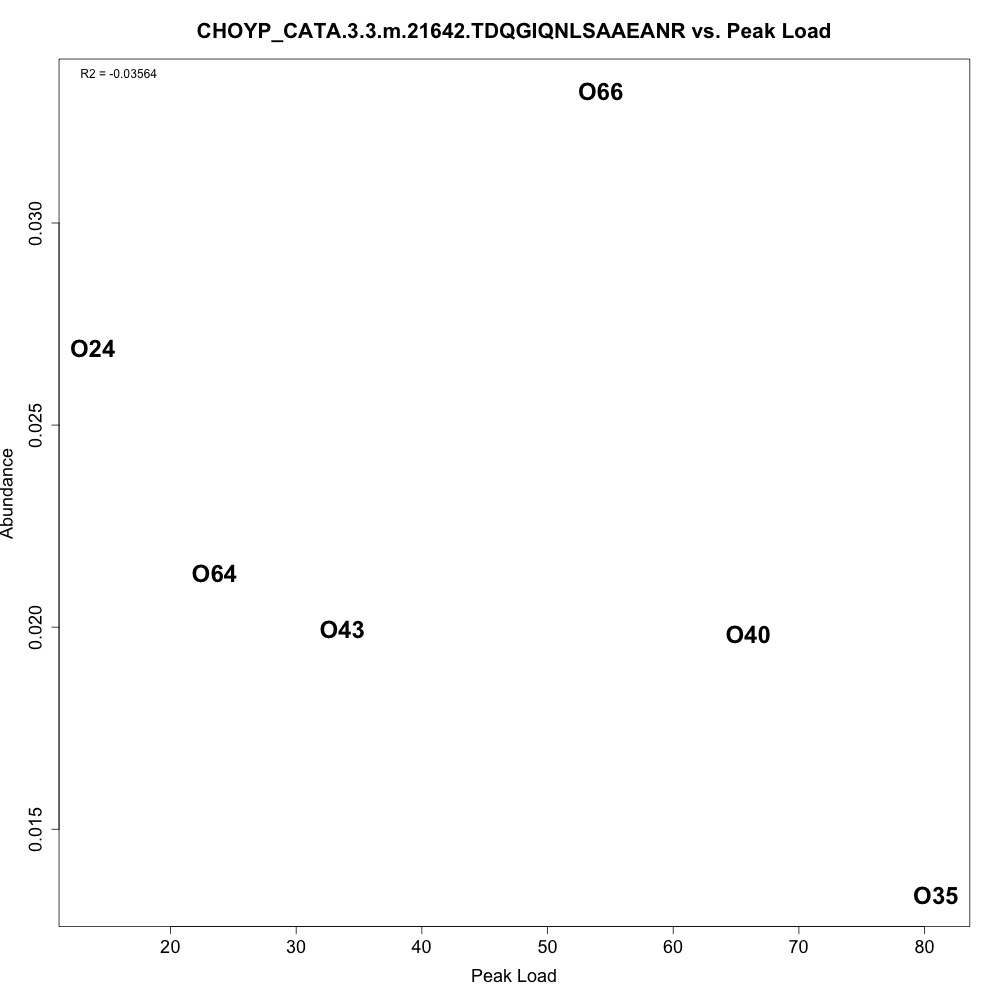 CHOYP_CATA.3.3.m.21642.TDQGIQNLSAAEANR vs. Peak Load
R2 = -0.03564
O66
0.030
O24
0.025
Abundance
O64
0.020
O43
O40
0.015
O35
20 30 40 50 60 70 80
Peak Load